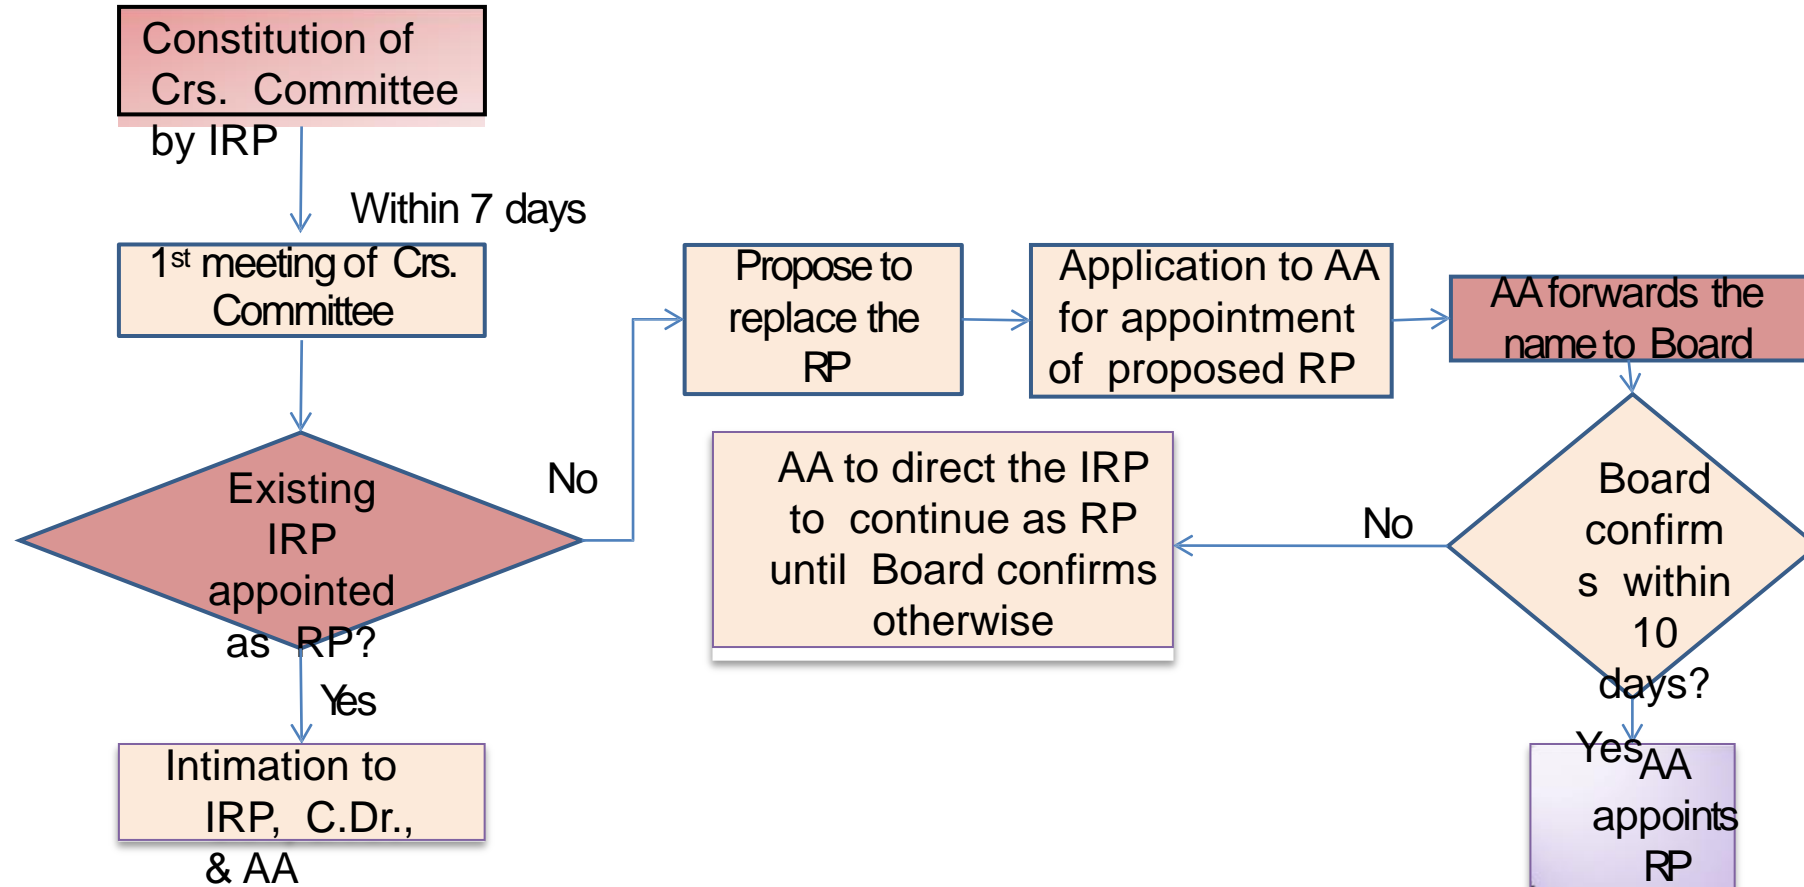 Constitution of
Crs. Committee
by IRP
Within 7 days
1st meeting of Crs.
Committee
Existing
IRP
appointed
as RP?
No
Yes
Intimation to
IRP, C.Dr.,
& AA
Propose to
replace the
RP
Application to AA
for appointment
of proposed RP
AA forwards the
name to Board
Board
confirm
s within
10
days?
No
AA to direct the IRP
to continue as RP
until Board confirms
otherwise
Yes
AA
appoints
RP